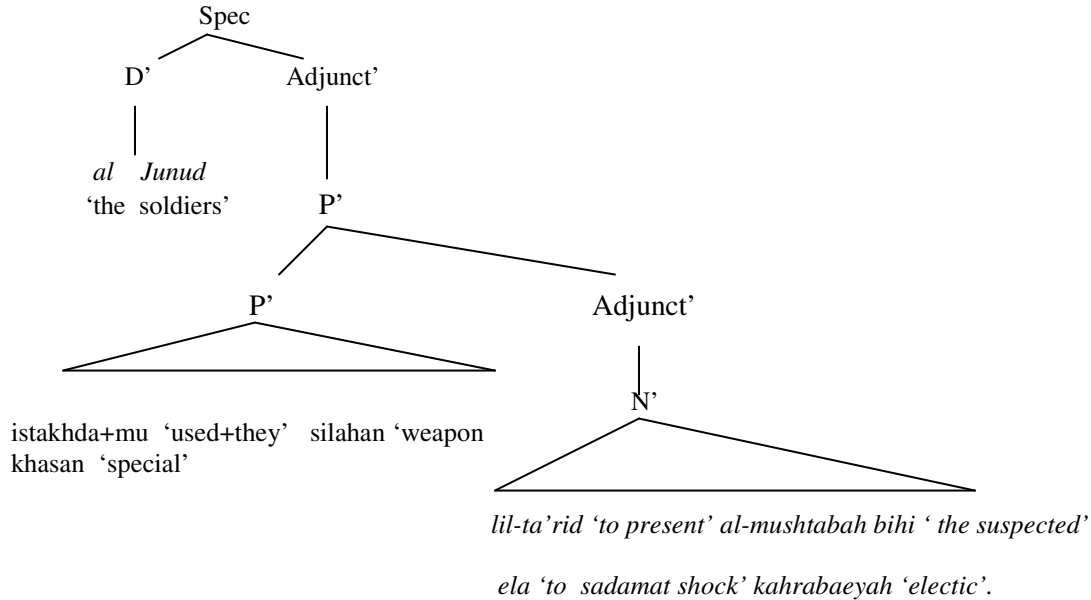 Spec
D’ Adjunct’
al Junud
‘the soldiers’
P’
P’ Adjunct’
N’
istakhda+mu ‘used+they’ silahan ‘weapon
khasan ‘special’
lil-ta’rid ‘to present’ al-mushtabah bihi ‘ the suspected’
ela ‘to sadamat shock’ kahrabaeyah ‘electic’.